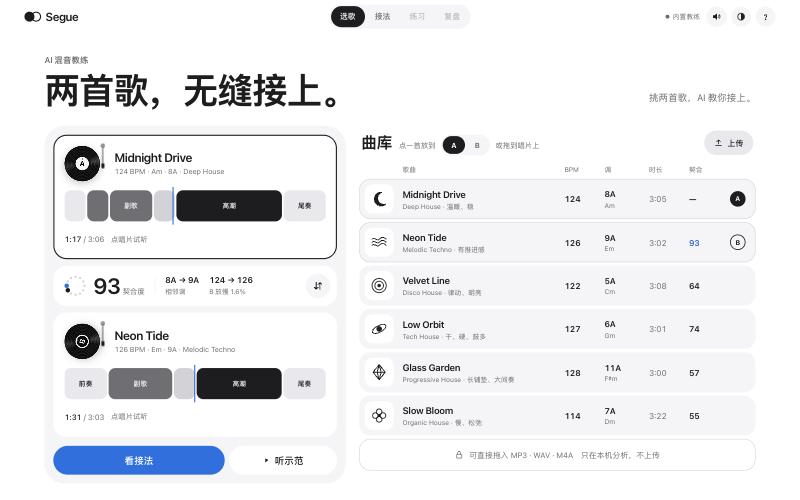 Segue
选歌 接法 练习 复盘
内置教练
?
AI 混音教练
两首歌，无缝接上。
挑两首歌，AI 教你接上。
A
Midnight Drive
124 BPM · Am · 8A · Deep House
副歌 高潮 尾奏
1:17 / 3:06 点唱片试听
93 契合度
8A → 9A 124 → 126
相邻调 B 放慢 1.6%
B
Neon Tide
126 BPM · Em · 9A · Melodic Techno
前奏 副歌 高潮 尾奏
1:31 / 3:03 点唱片试听
看接法
听示范
曲库 点一首放到 A B 或拖到唱片上
上传
歌曲 BPM 调 时长 契合
Midnight Drive 124 8A 3:05 — A
Deep House · 温暖、稳 Am
Neon Tide 126 9A 3:02 93 B
Melodic Techno · 有推进感 Em
Velvet Line 122 5A 3:08 64
Disco House · 律动、明亮 Cm
Low Orbit 127 6A 3:01 74
Tech House · 干、硬、鼓多 Gm
Glass Garden 128 11A 3:00 57
Progressive House · 长铺垫、大间奏 F#m
Slow Bloom 114 7A 3:22 55
Organic House · 慢、松弛 Dm
可直接拖入 MP3 · WAV · M4A 只在本机分析，不上传